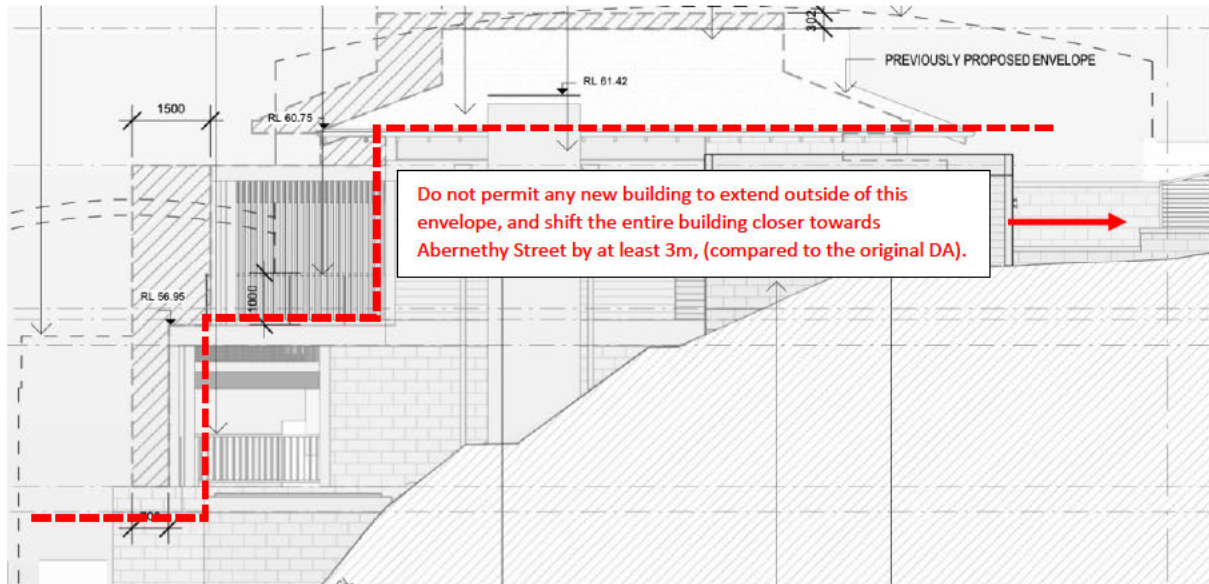 302
PREVIOUSLY PROPOSED ENVELOPE
RL 61.42
1500
RL 60.75
Do not permit any new building to extend outside of this
envelope, and shift the entire building closer towards
Abernethy Street by at least 3m, (compared to the original DA).
1000
RL 56.95